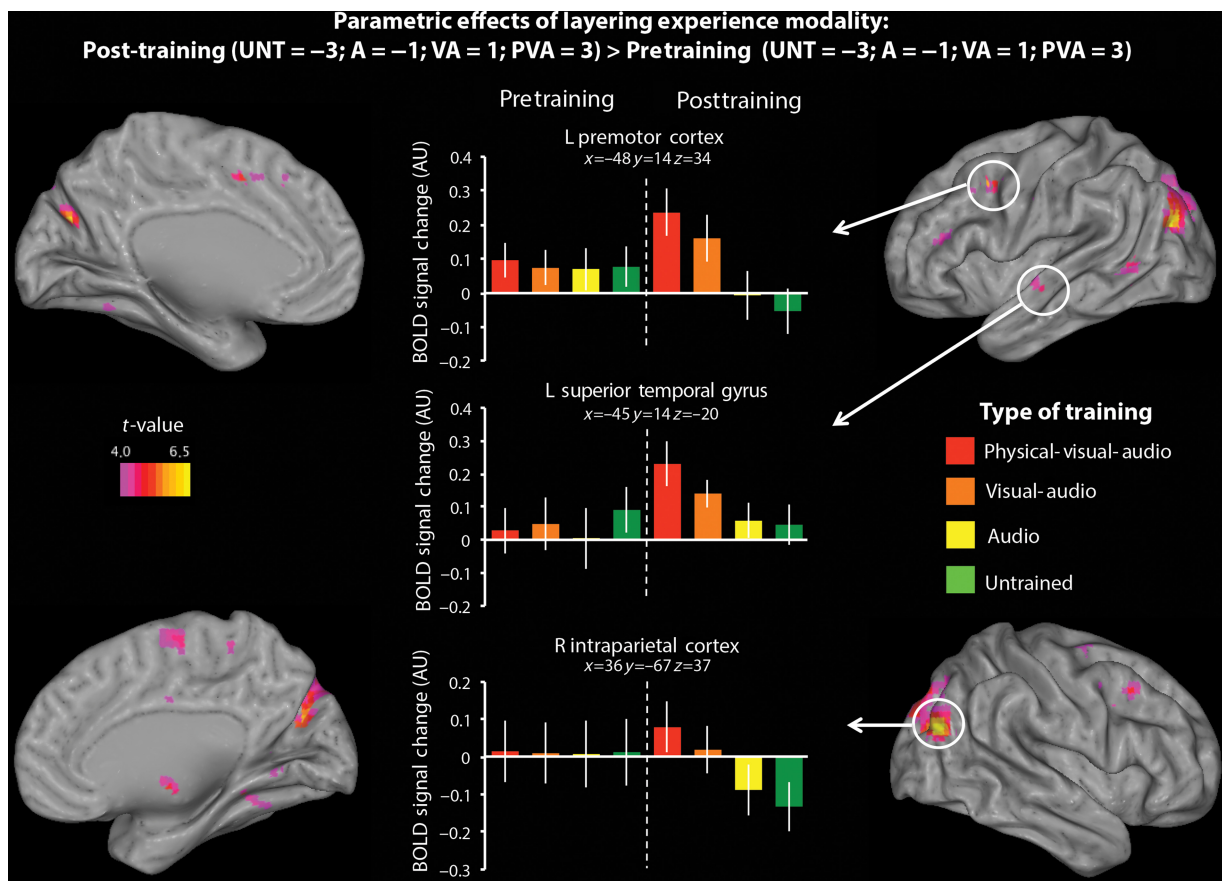 Parametric effects of layering experience modality:
Post-training (UNT = –3; A = –1; VA = 1; PVA = 3) > Pretraining (UNT = –3; A = –1; VA = 1; PVA = 3)
Pretraining Posttraining
L premotor cortex
x=–48 y=14 z=34
BOLD signal change (AU)
0.4
0.3
0.2
0.1
0
–0.1
–0.2
L superior temporal gyrus
x=–45 y=14 z=–20
BOLD signal change (AU)
0.4
0.3
0.2
0.1
0
–0.1
–0.2
R intraparietal cortex
x=36 y=–67 z=37
BOLD signal change (AU)
0.2
0.1
0
–0.1
–0.2
–0.3
t-value
4.0 6.5
Type of training
Physical-visual-audio
Visual-audio
Audio
Untrained